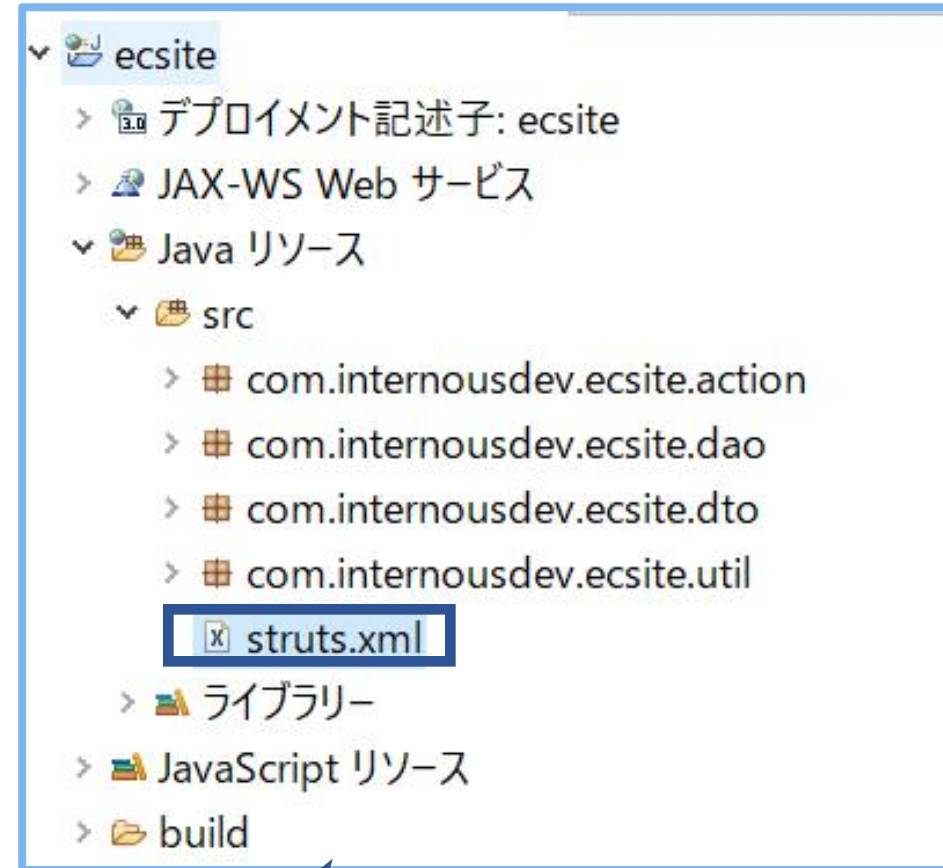 ecsite
3.0 デプロイメント記述子: ecsite
JAX-WS Web サービス
Java リソース
src
com.internousdev.ecsite.action
com.internousdev.ecsite.dao
com.internousdev.ecsite.dto
com.internousdev.ecsite.util
X struts.xml
ライブラリー
JavaScript リソース
build